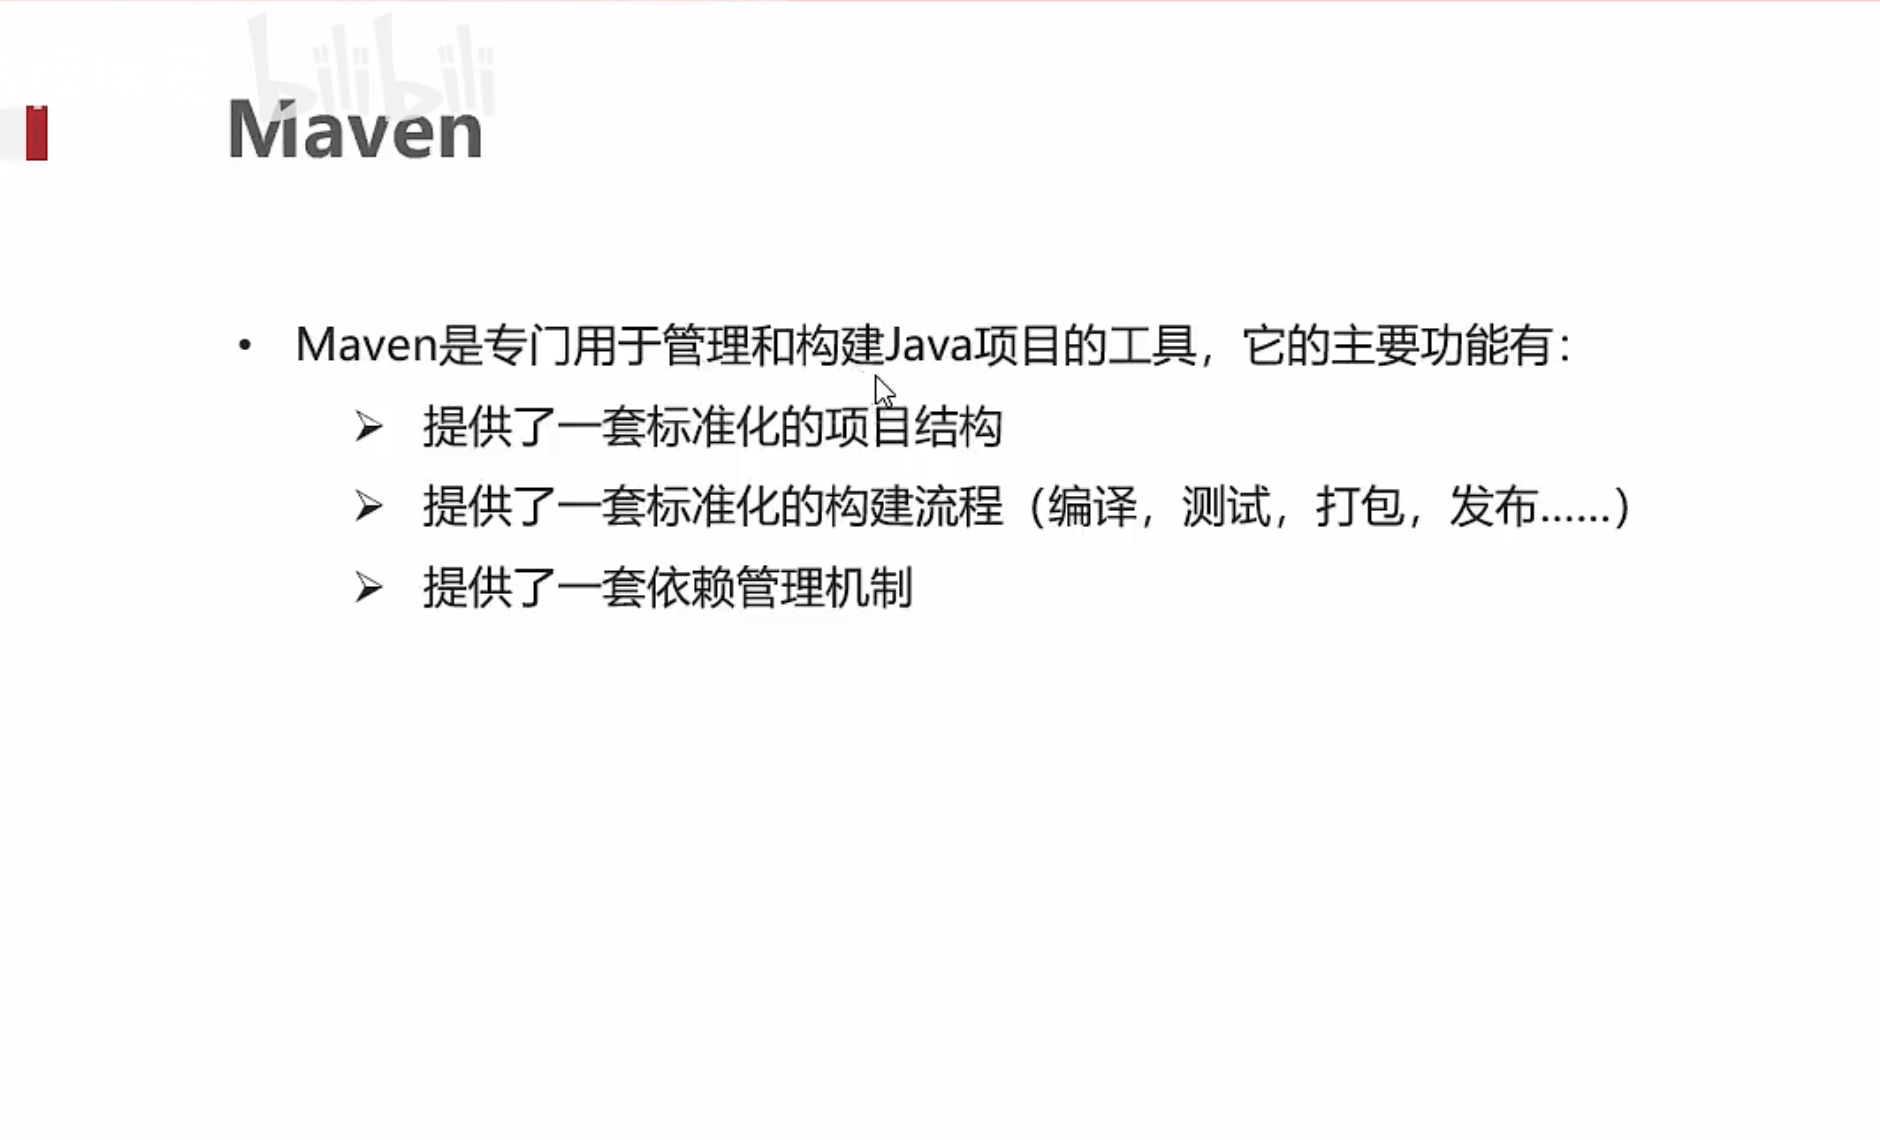 bilibili
Maven
• Maven是专门用于管理和构建Java项目的工具，它的主要功能有：
➢ 提供了一套标准化的项目结构
➢ 提供了一套标准化的构建流程（编译，测试，打包，发布……）
➢ 提供了一套依赖管理机制